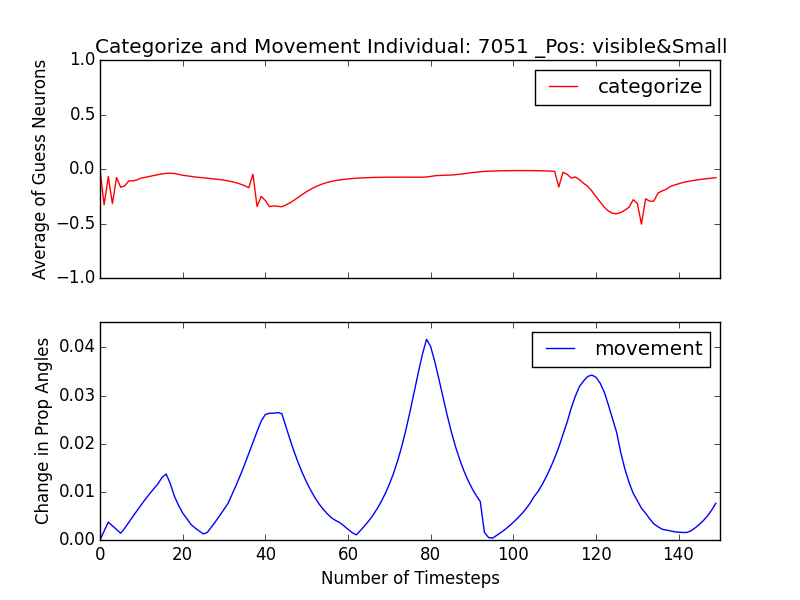 Categorize and Movement Individual: 7051 _Pos: visible&Small
1.0
0.5
0.0
−0.5
−1.0
Average of Guess Neurons
categorize
0.04
0.03
0.02
0.01
0.00
Change in Prop Angles
movement
0 20 40 60 80 100 120 140
Number of Timesteps